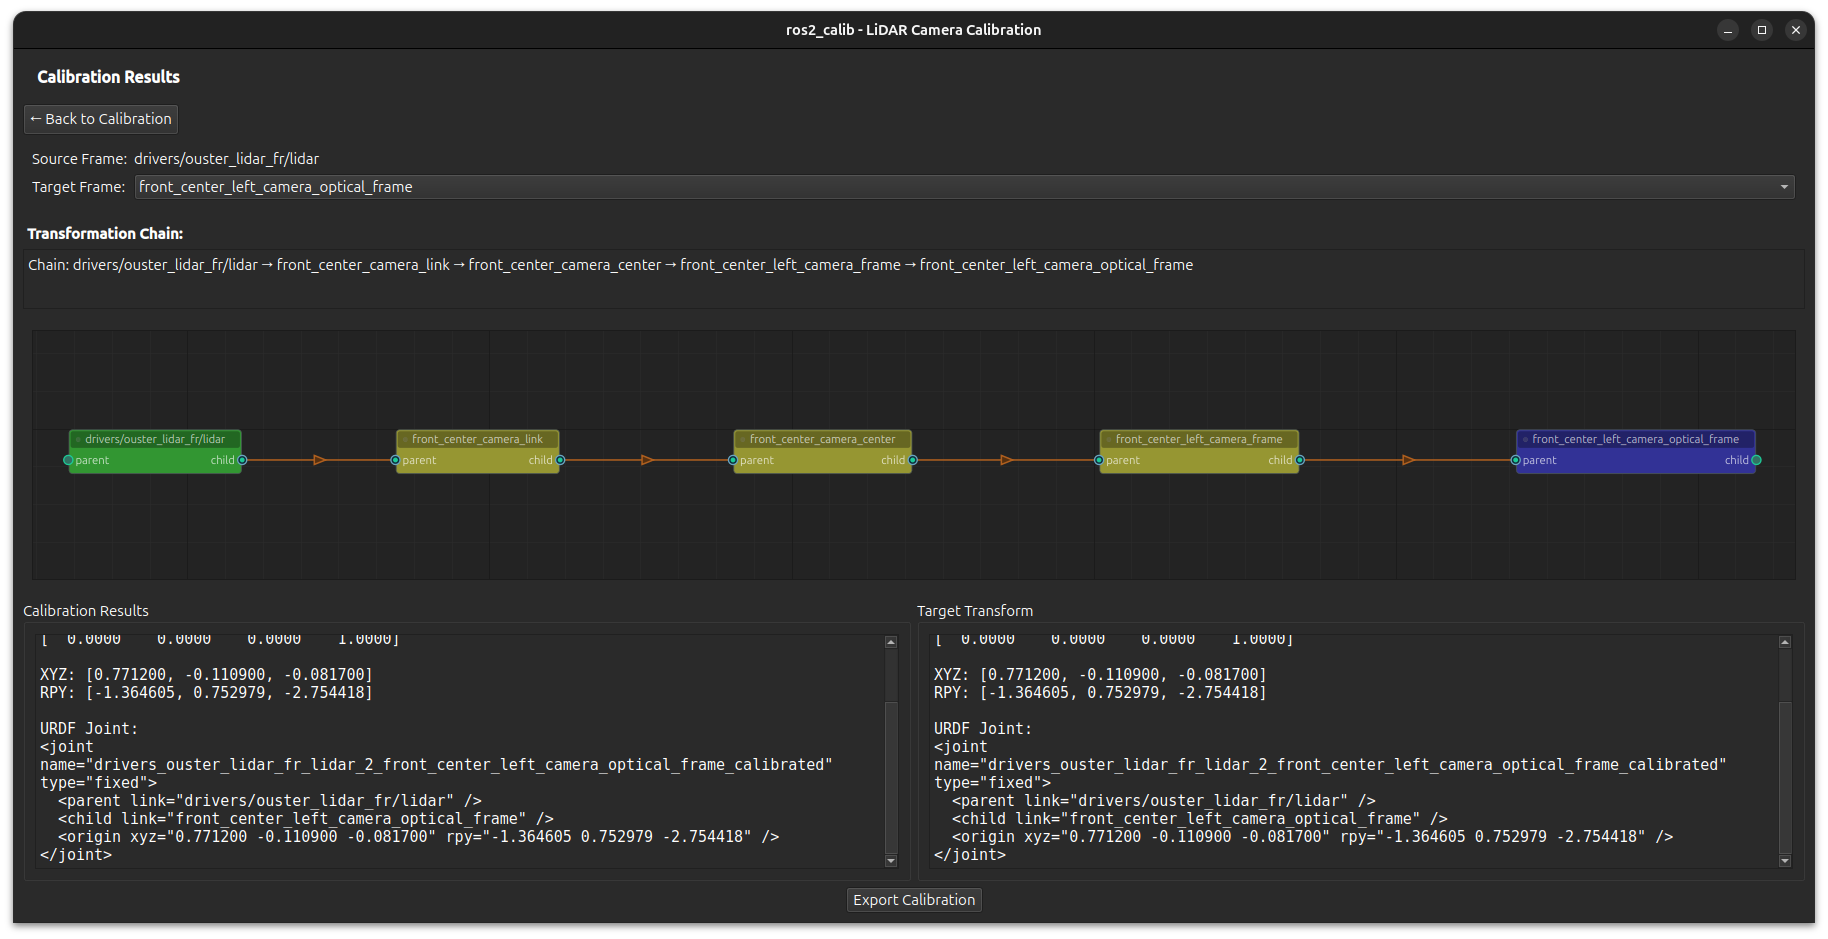 ros2_calib - LiDAR Camera Calibration
Calibration Results
← Back to Calibration
Source Frame: drivers/ouster_lidar_fr/lidar
Target Frame: front_center_left_camera_optical_frame
Transformation Chain:
Chain: drivers/ouster_lidar_fr/lidar → front_center_camera_link → front_center_camera_center → front_center_left_camera_frame → front_center_left_camera_optical_frame
drivers/ouster_lidar_fr/lidar
parent child
front_center_camera_link
parent child
front_center_camera_center
parent child
front_center_left_camera_frame
parent child
front_center_left_camera_optical_frame
parent child
Calibration Results
[ 0.0000 0.0000 0.0000 1.0000]
XYZ: [0.771200, -0.110900, -0.081700]
RPY: [-1.364605, 0.752979, -2.754418]
URDF Joint:
<joint
name="drivers_ouster_lidar_fr_lidar_2_front_center_left_camera_optical_frame_calibrated"
type="fixed">
<parent link="drivers/ouster_lidar_fr/lidar" />
<child link="front_center_left_camera_optical_frame" />
<origin xyz="0.771200 -0.110900 -0.081700" rpy="-1.364605 0.752979 -2.754418" />
</joint>
Target Transform
[ 0.0000 0.0000 0.0000 1.0000]
XYZ: [0.771200, -0.110900, -0.081700]
RPY: [-1.364605, 0.752979, -2.754418]
URDF Joint:
<joint
name="drivers_ouster_lidar_fr_lidar_2_front_center_left_camera_optical_frame_calibrated"
type="fixed">
<parent link="drivers/ouster_lidar_fr/lidar" />
<child link="front_center_left_camera_optical_frame" />
<origin xyz="0.771200 -0.110900 -0.081700" rpy="-1.364605 0.752979 -2.754418" />
</joint>
Export Calibration